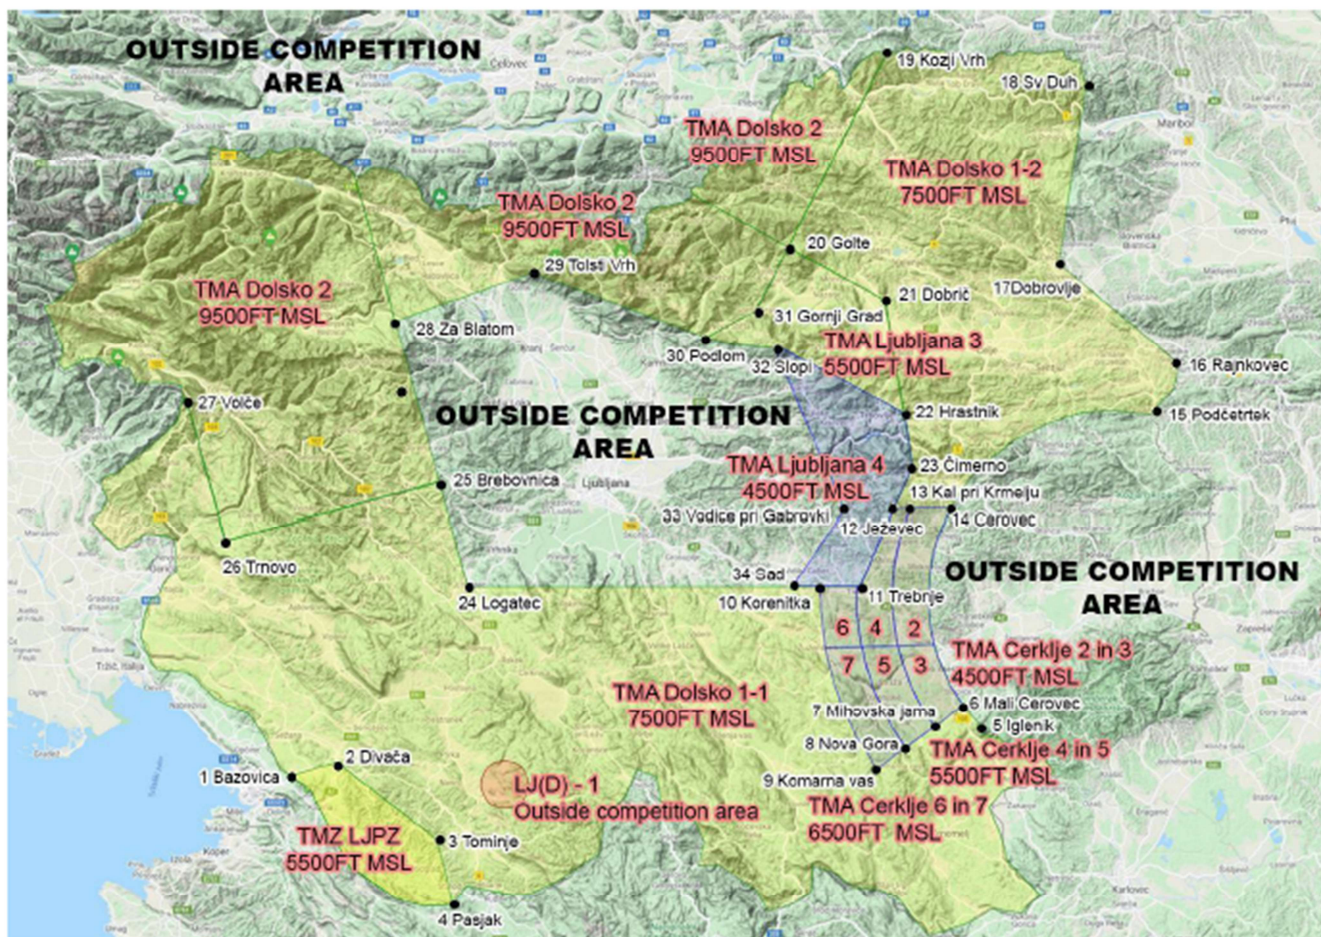 OUTSIDE COMPETITION
AREA
19 Kozji Vrh
18 Sv Duh
TMA Dolsko 2
9500FT MSL
TMA Dolsko 1-2
7500FT MSL
Maribor
TMA Dolsko 2
9500FT MSL
20 Golte
29 Tolsti Vrh
17Dobrovlje
TMA Dolsko 2
9500FT MSL
21 Dobrič
31 Gornji Grad
28 Za Blatom
TMA Ljubljana 3
5500FT MSL
30 Podlom
32 Slopi
16 Rajnkovec
27 Volče
OUTSIDE COMPETITION
AREA
22 Hrastnik
15 Podčetrtek
TMA Ljubljana 4
4500FT MSL
23 Čimerno
25 Brebovnica
Ljubljana
13 Kal pri Krmelju
33 Vodice pri Gabrovki
12 Ježevec
14 Cerovec
26 Trnovo
34 Sad
OUTSIDE COMPETITION
AREA
24 Logatec
10 Korenitka
11 Trebnje
6 4 2
7 5 3
TMA Cerklje 2 in 3
4500FT MSL
TMA Dolsko 1-1
7500FT MSL
7 Mihovska jama
6 Mali Cerovec
5 Iglenik
8 Nova Gora
TMA Cerklje 4 in 5
5500FT MSL
2 Divača
1 Bazovica
9 Komarna vas
LJ(D) - 1
Outside competition area
TMA Cerklje 6 in 7
6500FT MSL
TMZ LJPZ
5500FT MSL
3 Tominje
Koper
Karlovac
4 Pasjak